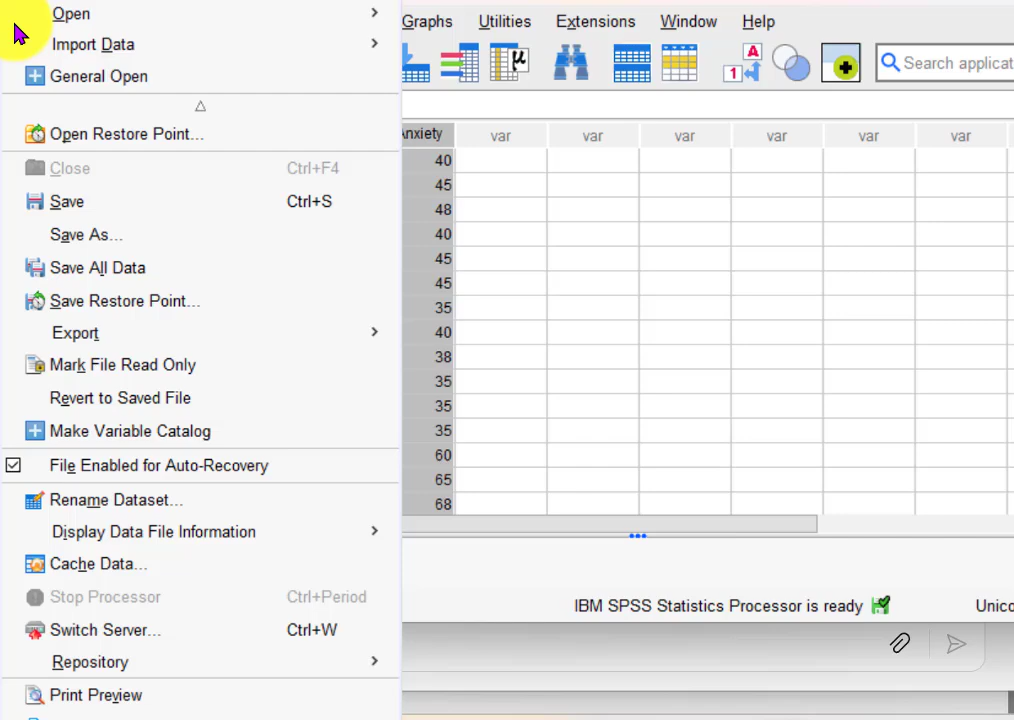 Open
Import Data
General Open
Open Restore Point...
Close Ctrl+F4
Save Ctrl+S
Save As...
Save All Data
Save Restore Point...
Export
Mark File Read Only
Revert to Saved File
Make Variable Catalog
File Enabled for Auto-Recovery
Rename Dataset...
Display Data File Information
Cache Data...
Stop Processor Ctrl+Period
Switch Server... Ctrl+W
Repository
Print Preview
Graphs Utilities Extensions Window Help
µ A 1 Search applicat
Anxiety var var var var var var
40
45
48
40
45
45
35
40
38
35
35
35
60
65
68
IBM SPSS Statistics Processor is ready Unico